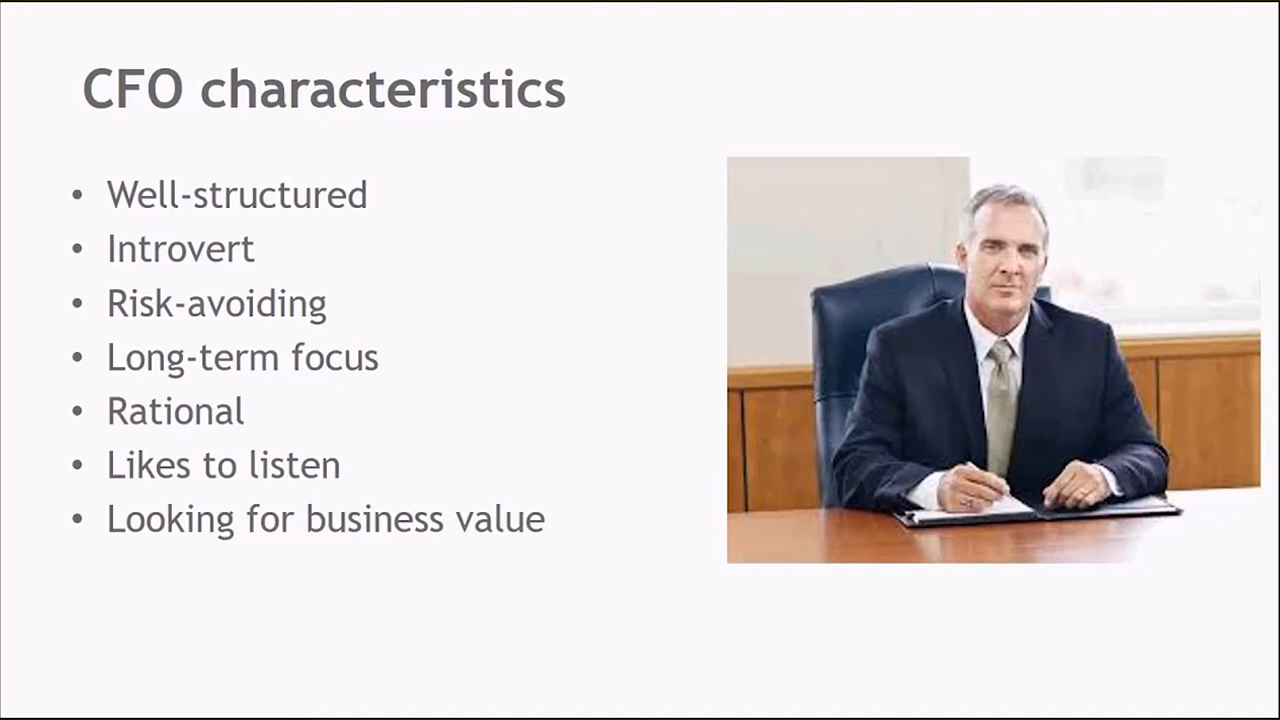 CFO characteristics
• Well-structured
• Introvert
• Risk-avoiding
• Long-term focus
• Rational
• Likes to listen
• Looking for business value